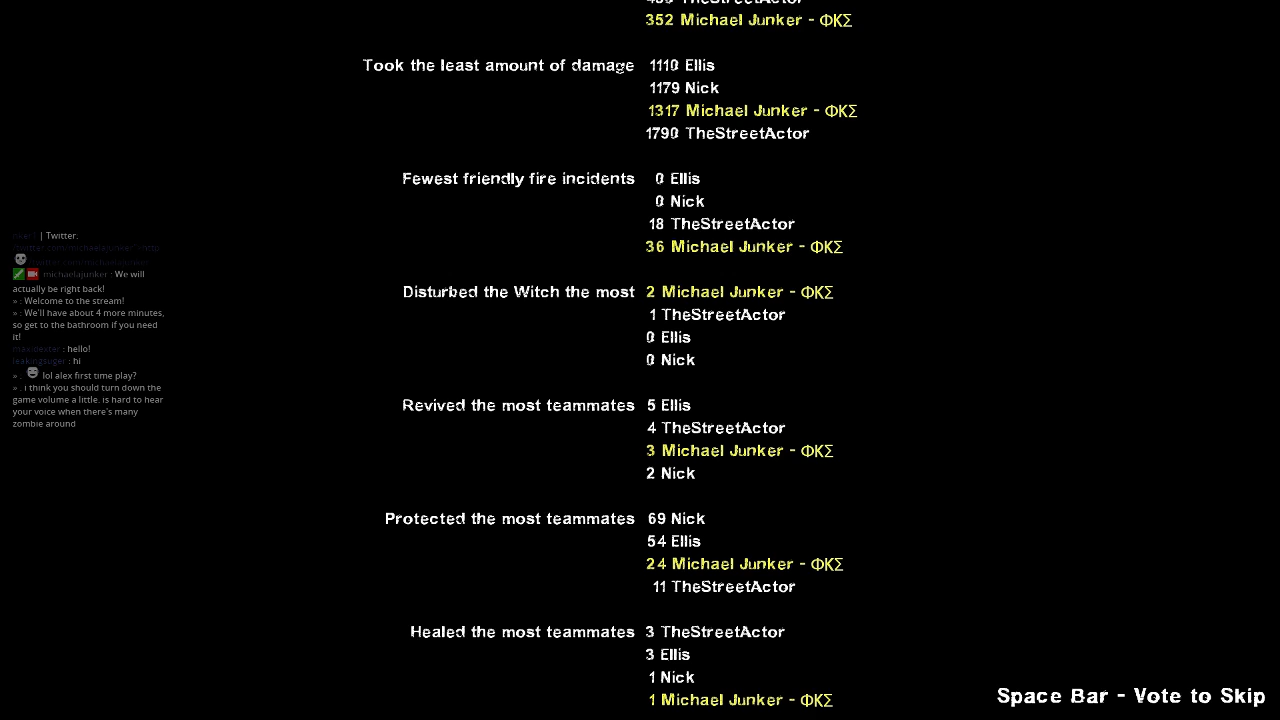 352 Michael Junker - ΦΚΣ
Took the least amount of damage 1110 Ellis
1179 Nick
1317 Michael Junker - ΦΚΣ
1790 TheStreetActor
Fewest friendly fire incidents 0 Ellis
0 Nick
18 TheStreetActor
36 Michael Junker - ΦΚΣ
Disturbed the Witch the most 2 Michael Junker - ΦΚΣ
1 TheStreetActor
0 Ellis
0 Nick
Revived the most teammates 5 Ellis
4 TheStreetActor
3 Michael Junker - ΦΚΣ
2 Nick
Protected the most teammates 69 Nick
54 Ellis
24 Michael Junker - ΦΚΣ
11 TheStreetActor
Healed the most teammates 3 TheStreetActor
3 Ellis
1 Nick
1 Michael Junker - ΦΚΣ
Space Bar - Vote to Skip
| Twitter.
michaelajunker : We will
actually be right back!
» : Welcome to the stream!
» : We'll have about 4 more minutes,
so get to the bathroom if you need
it!
: hello!
: hi
» : lol alex first time play?
» : i think you should turn down the
game volume a little. is hard to hear
your voice when there's many
zombie around